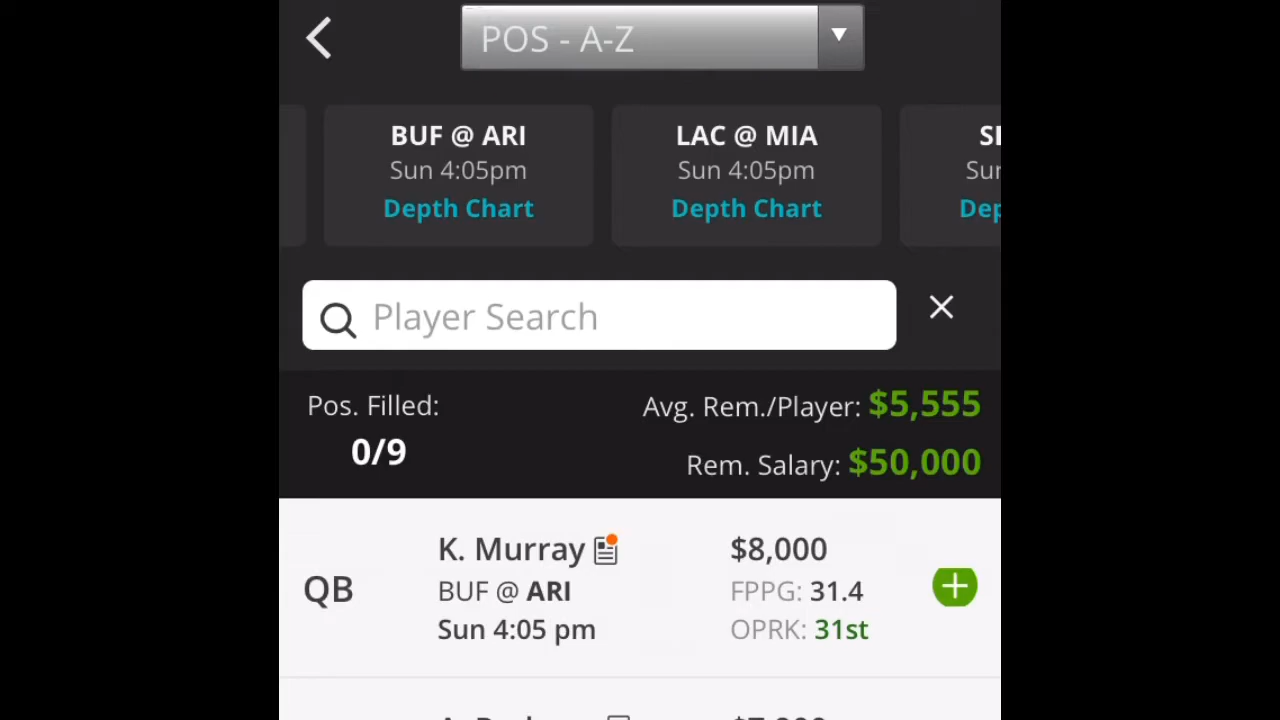 POS - A-Z
BUF @ ARI
Sun 4:05pm
Depth Chart
LAC @ MIA
Sun 4:05pm
Depth Chart
Player Search
Pos. Filled:
0/9
Avg. Rem./Player: $5,555
Rem. Salary: $50,000
QB
K. Murray
BUF @ ARI
Sun 4:05 pm
$8,000
FPPG: 31.4
OPRK: 31st